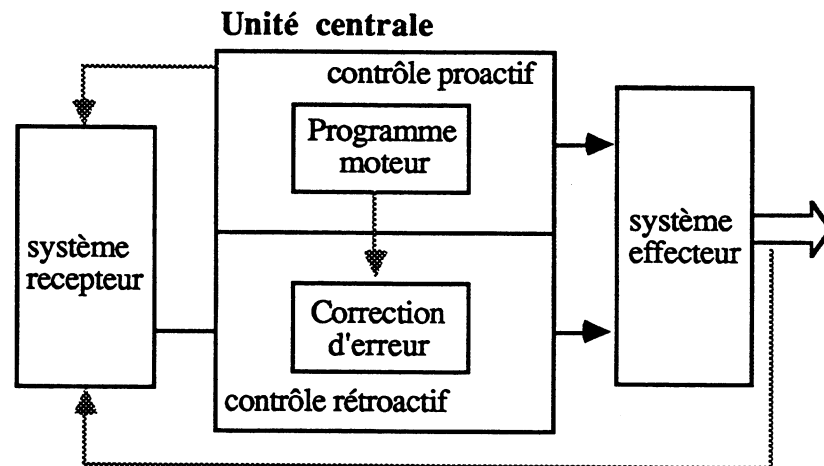 Unité centrale
contrôle proactif
Programme
moteur
système
recepteur
système
effecteur
Correction
d'erreur
contrôle rétroactif